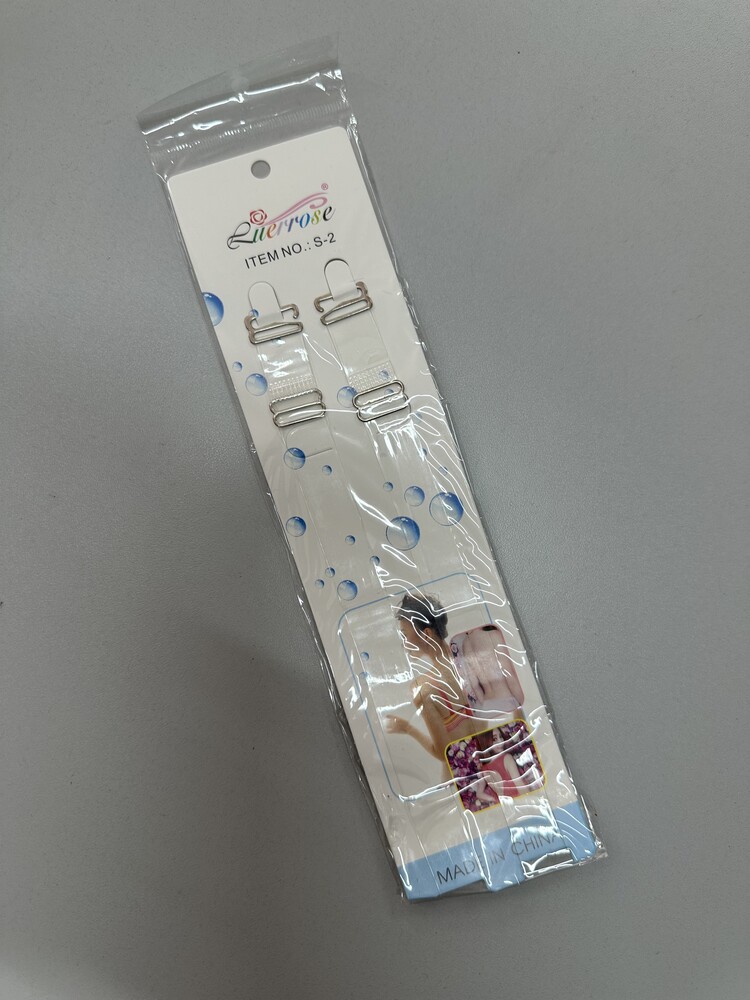 Luerrose®
ITEM NO.: S-2
MADE IN CHINA